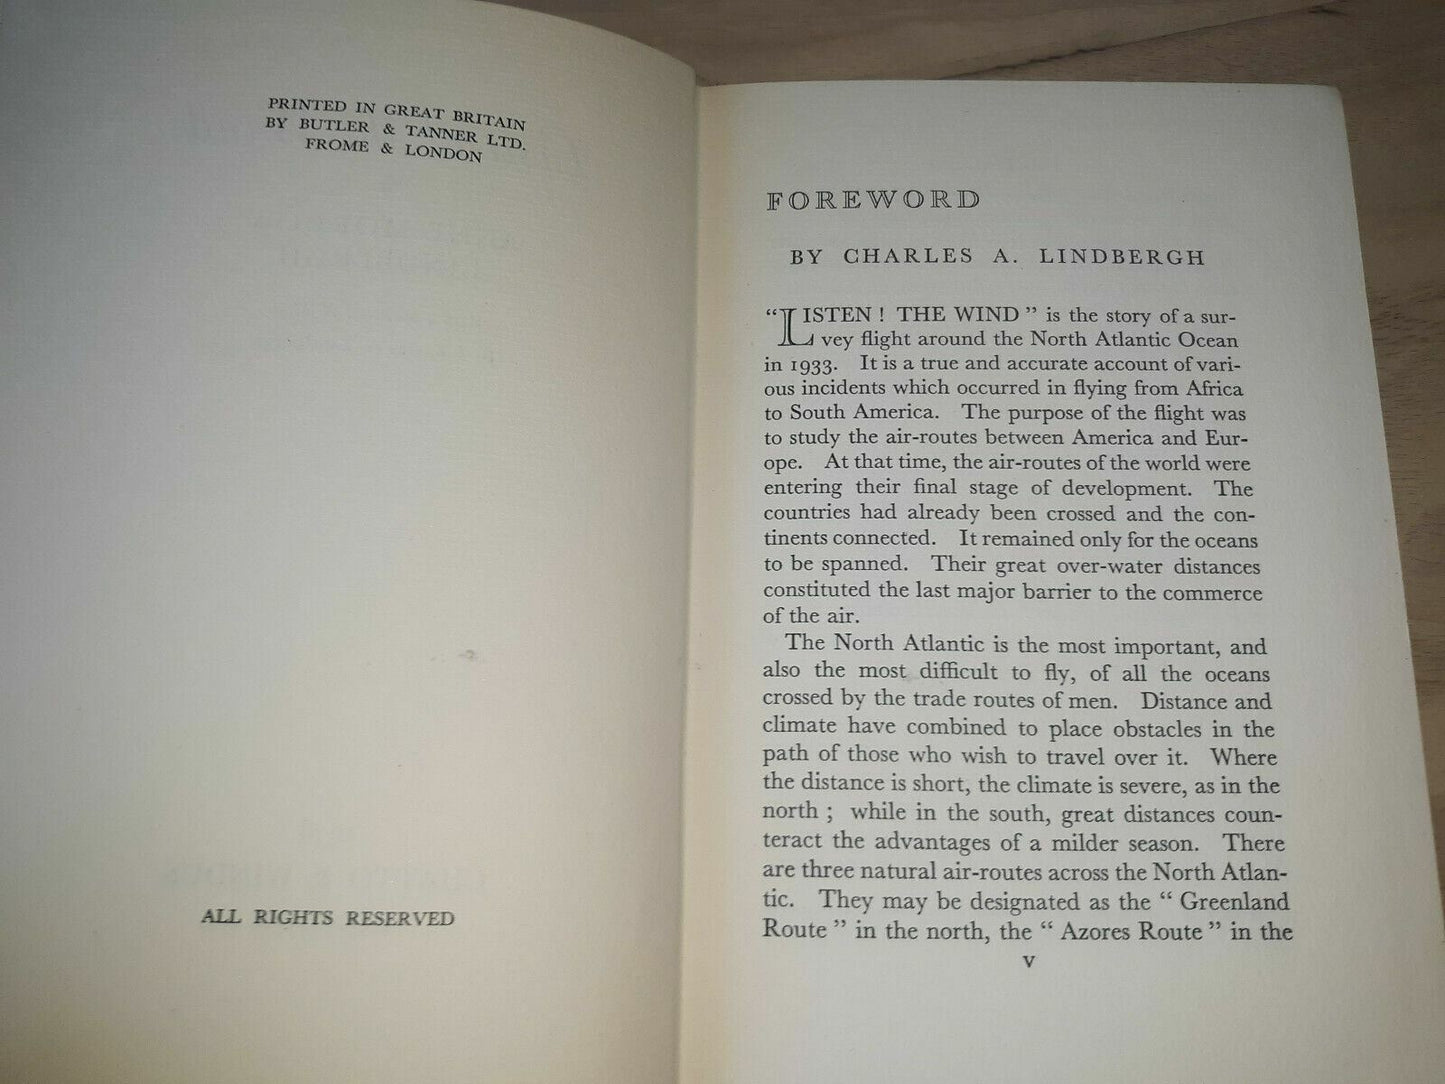 PRINTED IN GREAT BRITAIN
BY BUTLER & TANNER LTD.
FROME & LONDON
ALL RIGHTS RESERVED
FOREWORD
BY CHARLES A. LINDBERGH
“LISTEN ! THE WIND ” is the story of a sur-
vey flight around the North Atlantic Ocean
in 1933. It is a true and accurate account of vari-
ous incidents which occurred in flying from Africa
to South America. The purpose of the flight was
to study the air-routes between America and Eur-
ope. At that time, the air-routes of the world were
entering their final stage of development. The
countries had already been crossed and the con-
tinents connected. It remained only for the oceans
to be spanned. Their great over-water distances
constituted the last major barrier to the commerce
of the air.
The North Atlantic is the most important, and
also the most difficult to fly, of all the oceans
crossed by the trade routes of men. Distance and
climate have combined to place obstacles in the
path of those who wish to travel over it. Where
the distance is short, the climate is severe, as in the
north ; while in the south, great distances coun-
teract the advantages of a milder season. There
are three natural air-routes across the North Atlan-
tic. They may be designated as the “ Greenland
Route ” in the north, the “ Azores Route ” in the
v